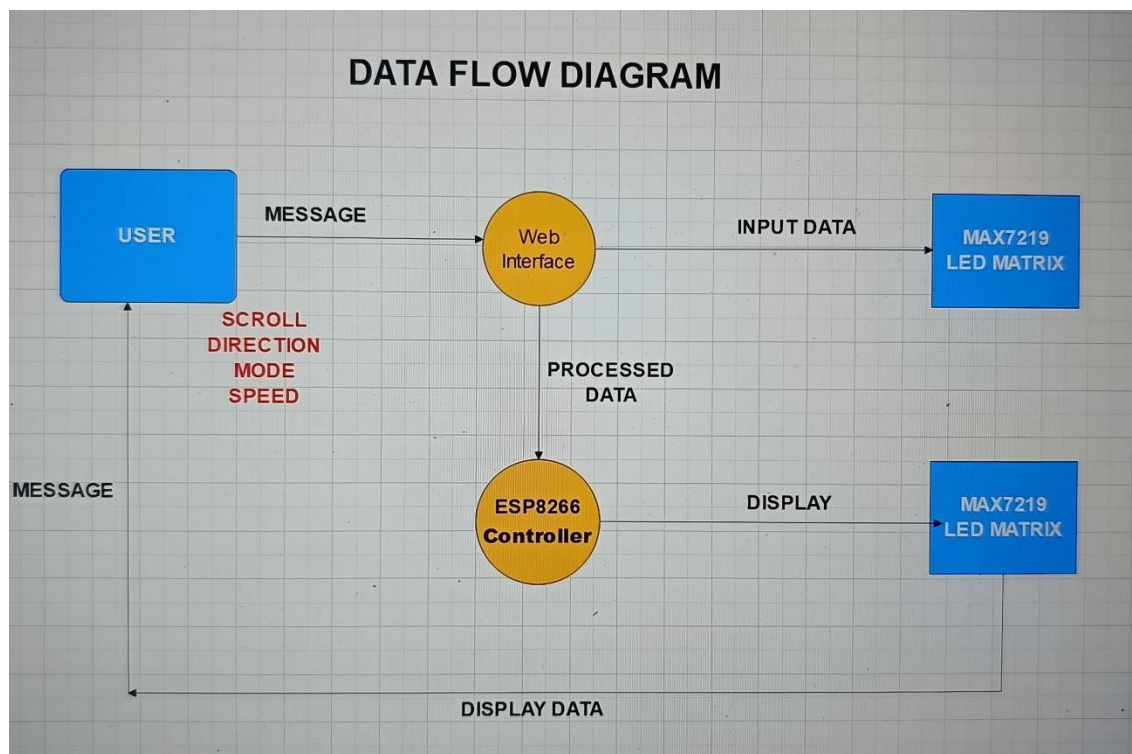 DATA FLOW DIAGRAM
USER
MESSAGE
Web
Interface
INPUT DATA
MAX7219
LED MATRIX
SCROLL
DIRECTION
MODE
SPEED
PROCESSED
DATA
MESSAGE
ESP8266
Controller
DISPLAY
MAX7219
LED MATRIX
DISPLAY DATA